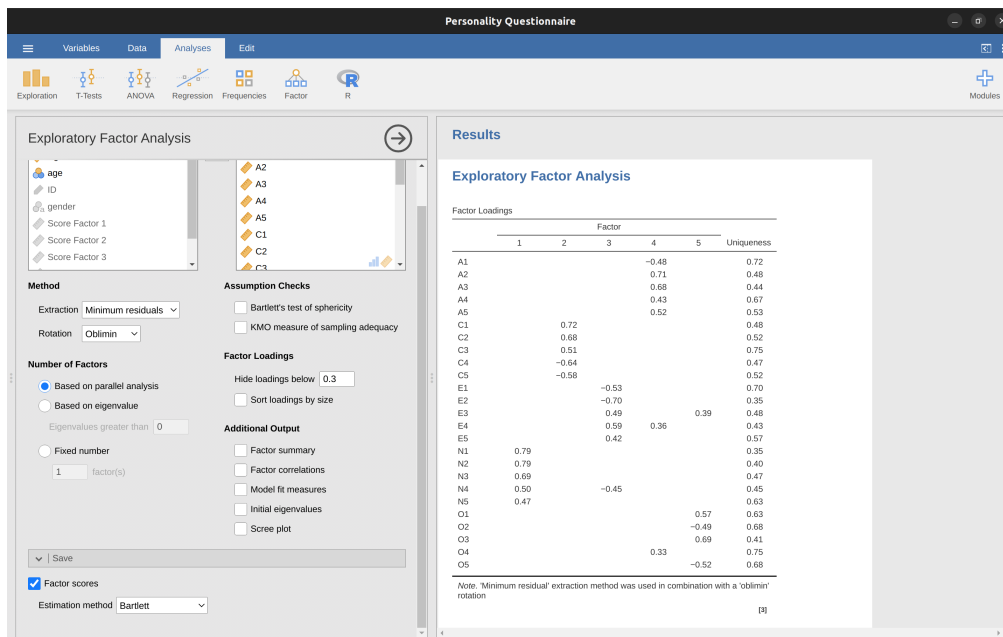 Personality Questionnaire
Variables Data Analyses Edit
Exploration T-Tests ANOVA Regression Frequencies Factor R Modules
Exploratory Factor Analysis
age
ID
gender
Score Factor 1
Score Factor 2
Score Factor 3
A2
A3
A4
A5
C1
C2
C3
Method
Extraction Minimum residuals
Rotation Oblimin
Number of Factors
Based on parallel analysis
Based on eigenvalue
Eigenvalues greater than 0
Fixed number
1 factor(s)
Assumption Checks
Bartlett's test of sphericity
KMO measure of sampling adequacy
Factor Loadings
Hide loadings below 0.3
Sort loadings by size
Additional Output
Factor summary
Factor correlations
Model fit measures
Initial eigenvalues
Scree plot
Save
Factor scores
Estimation method Bartlett
Results
Exploratory Factor Analysis
Factor Loadings
Factor
1 2 3 4 5 Uniqueness
A1 −0.48 0.72
A2 0.71 0.48
A3 0.68 0.44
A4 0.43 0.67
A5 0.52 0.53
C1 0.72 0.48
C2 0.68 0.52
C3 0.51 0.75
C4 −0.64 0.47
C5 −0.58 0.52
E1 −0.53 0.70
E2 −0.70 0.35
E3 0.49 0.39 0.48
E4 0.59 0.36 0.43
E5 0.42 0.57
N1 0.79 0.35
N2 0.79 0.40
N3 0.69 0.47
N4 0.50 −0.45 0.45
N5 0.47 0.63
O1 0.57 0.63
O2 −0.49 0.68
O3 0.69 0.41
O4 0.33 0.75
O5 −0.52 0.68
Note. 'Minimum residual' extraction method was used in combination with a 'oblimin'
rotation
[3]